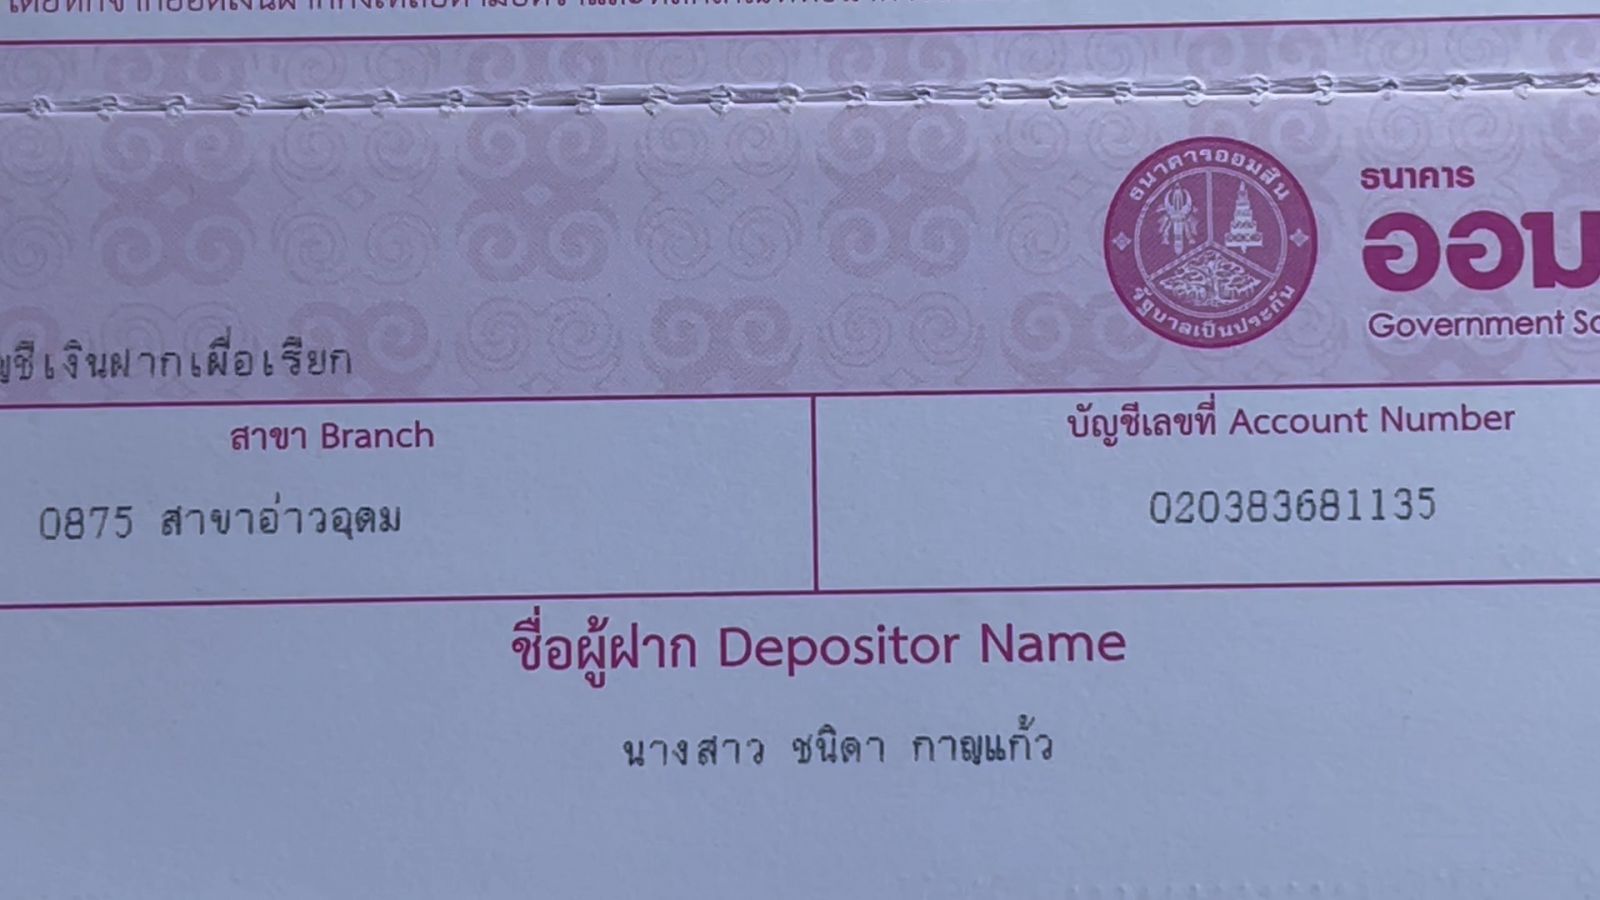 ธนาคารออมสิน
รัฐบาลเป็นประกัน
ธนาคาร
ออม
Government
เงินฝากเผื่อเรียก
สาขา Branch
บัญชีเลขที่ Account Number
0875 สาขาอ่าวอุดม
020383681135
ชื่อผู้ฝาก Depositor Name
นางสาว ชนิดา กาญแก้ว